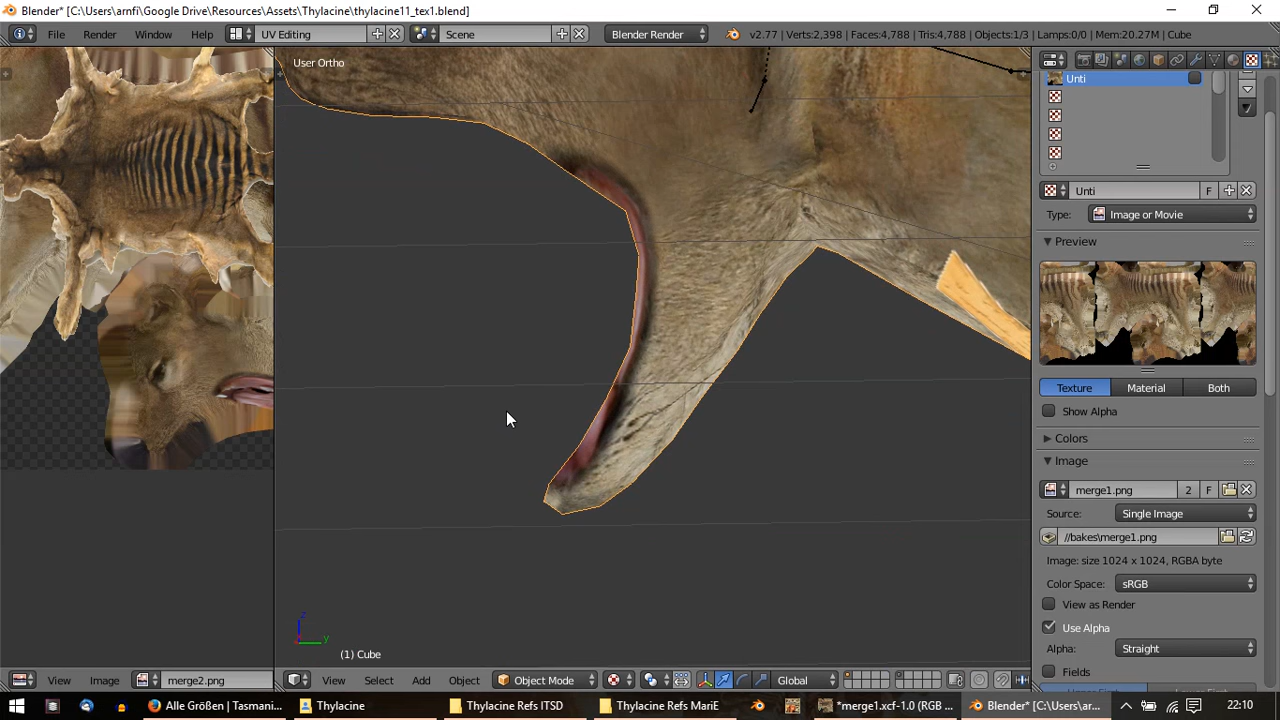 Blender* [C:\Users\arnfi\Google Drive\Resources\Assets\Thylacine\thylacine11_tex1.blend]
File Render Window Help UV Editing Scene Blender Render v2.77 | Verts:2,398 | Faces:4,788 | Tris:4,788 | Objects:1/3 | Lamps:0/0 | Mem:20.27M | Cube
User Ortho
Unti
Unti F
Type: Image or Movie
Preview
Texture Material Both
Show Alpha
Colors
Image
merge1.png 2 F
Source: Single Image
//bakes\merge1.png
Image: size 1024 x 1024, RGBA byte
Color Space: sRGB
View as Render
Use Alpha
Alpha: Straight
Fields
z
y
(1) Cube
View Image merge2.png View Select Add Object Object Mode Global
Alle Größen | Tasmani... Thylacine Thylacine Refs ITSD Thylacine Refs MariE *merge1.xcf-1.0 (RGB ... Blender* [C:\Users\ar... 22:10